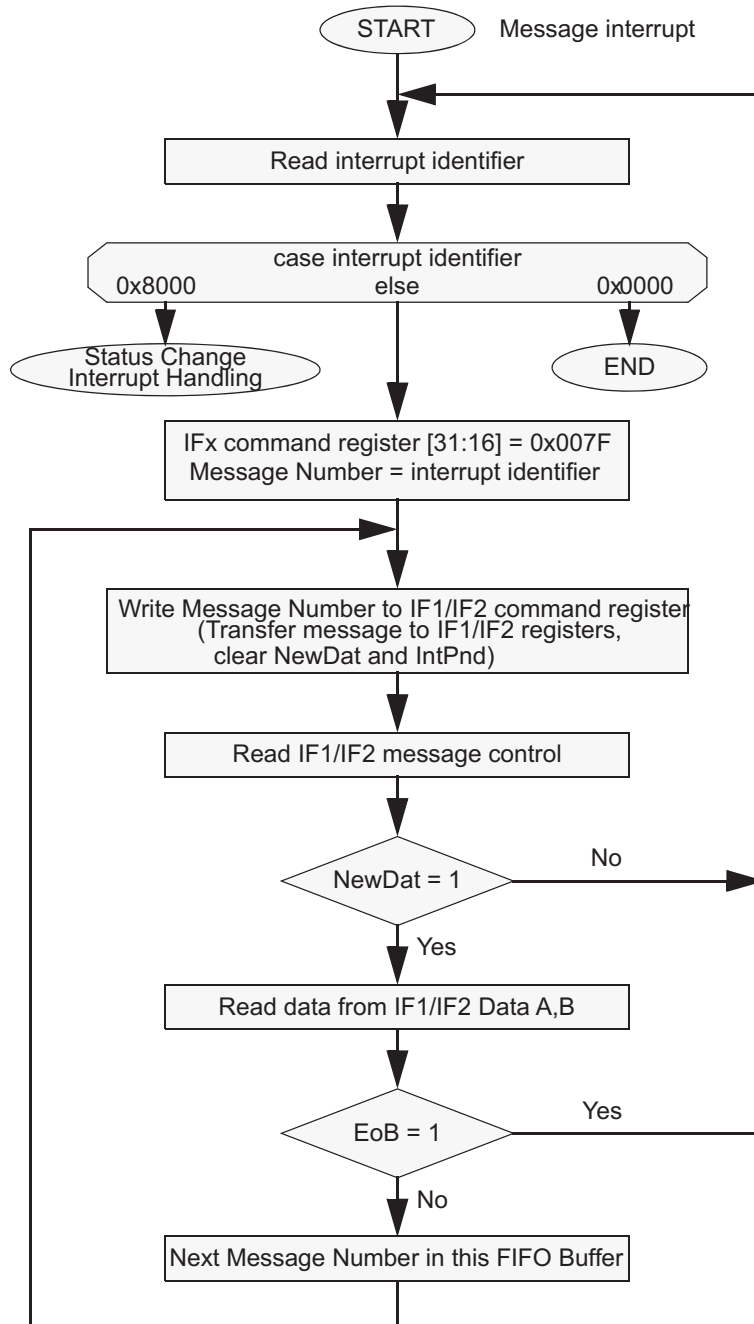 START Message interrupt
Read interrupt identifier
case interrupt identifier
0x8000 else 0x0000
Status Change
Interrupt Handling
END
IFx command register [31:16] = 0x007F
Message Number = interrupt identifier
Write Message Number to IF1/IF2 command register
(Transfer message to IF1/IF2 registers,
clear NewDat and IntPnd)
Read IF1/IF2 message control
NewDat = 1
No
Yes
Read data from IF1/IF2 Data A,B
EoB = 1
Yes
No
Next Message Number in this FIFO Buffer